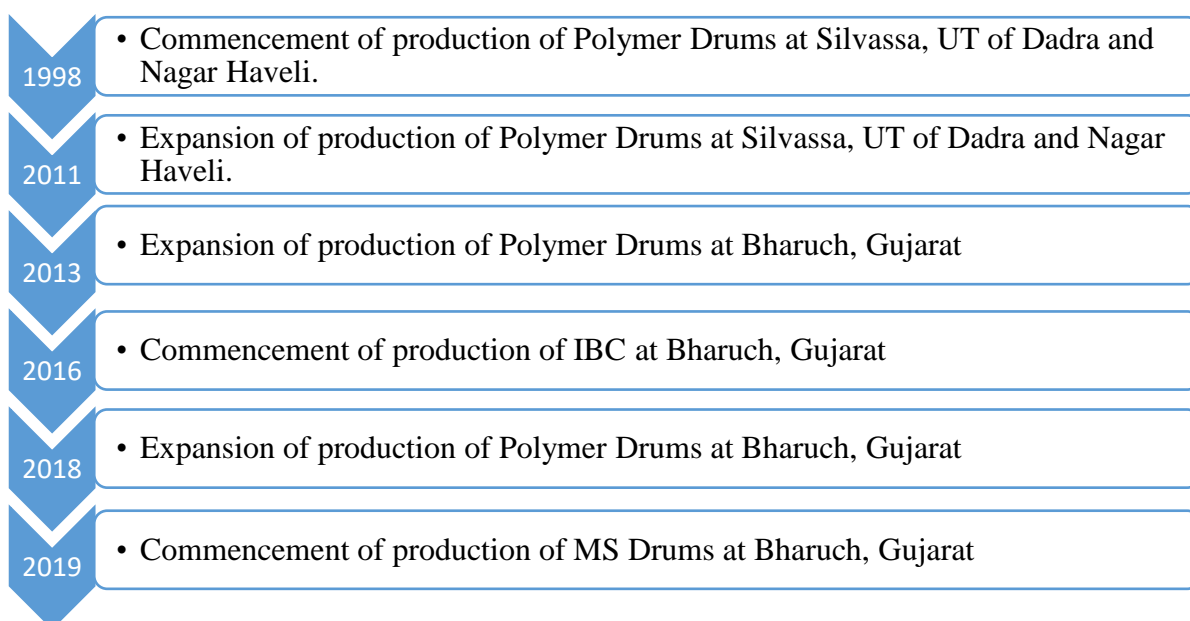 1998
• Commencement of production of Polymer Drums at Silvassa, UT of Dadra and
Nagar Haveli.
2011
• Expansion of production of Polymer Drums at Silvassa, UT of Dadra and Nagar
Haveli.
2013
• Expansion of production of Polymer Drums at Bharuch, Gujarat
2016
• Commencement of production of IBC at Bharuch, Gujarat
2018
• Expansion of production of Polymer Drums at Bharuch, Gujarat
2019
• Commencement of production of MS Drums at Bharuch, Gujarat